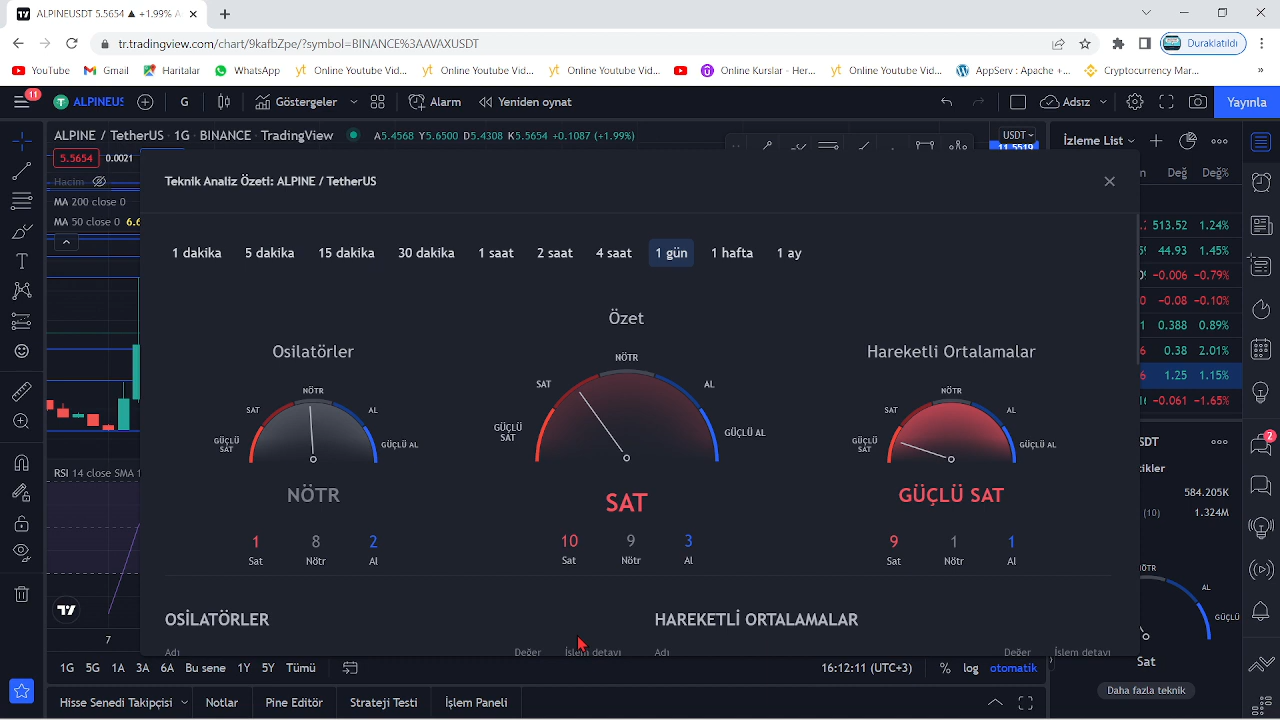 ALPINEUSDT 5.5654 ▲ +1.99%
tr.tradingview.com/chart/9kafbZpe/?symbol=BINANCE%3AAVAXUSDT
Duraklatıldı
YouTube
Gmail
Haritalar
WhatsApp
Online Youtube Vid...
Online Youtube Vid...
Online Youtube Vid...
Online Kurslar - Her...
Online Youtube Vid...
AppServ : Apache +...
Cryptocurrency Mar...
»
11
ALPINEUS
G
Göstergeler
Alarm
Yeniden oynat
Adsız
Yayınla
ALPINE / TetherUS · 1G · BINANCE · TradingView
A5.4568 Y5.6500 D5.4308 K5.5654 +0.1087 (+1.99%)
USDT
İzleme List
5.5654
0.0021
11.5519
Hacim
MA 200 close 0
MA 50 close 0
RSI 14 close SMA
Teknik Analiz Özeti: ALPINE / TetherUS
1 dakika
5 dakika
15 dakika
30 dakika
1 saat
2 saat
4 saat
1 gün
1 hafta
1 ay
Özet
Osilatörler
Hareketli Ortalamalar
NÖTR
SAT
AL
GÜÇLÜ SAT
GÜÇLÜ AL
NÖTR
1
8
2
Sat
Nötr
Al
NÖTR
SAT
AL
GÜÇLÜ SAT
GÜÇLÜ AL
SAT
10
9
3
Sat
Nötr
Al
NÖTR
SAT
AL
GÜÇLÜ SAT
GÜÇLÜ AL
GÜÇLÜ SAT
9
1
1
Sat
Nötr
Al
OSİLATÖRLER
HAREKETLİ ORTALAMALAR
Adı
Değer
İşlem detayı
Adı
Değer
İşlem detayı
Değ
Değ%
513.52 1.24%
44.93 1.45%
-0.006 -0.79%
-0.08 -0.10%
0.388 0.89%
0.38 2.01%
1.25 1.15%
-0.061 -1.65%
2
584.205K
(10)
1.324M
AL
GÜÇLÜ
Sat
Daha fazla teknik
7
1G
5G
1A
3A
6A
Bu sene
1Y
5Y
Tümü
16:12:11 (UTC+3)
%
log
otomatik
Hisse Senedi Takipçisi
Notlar
Pine Editör
Strateji Testi
İşlem Paneli